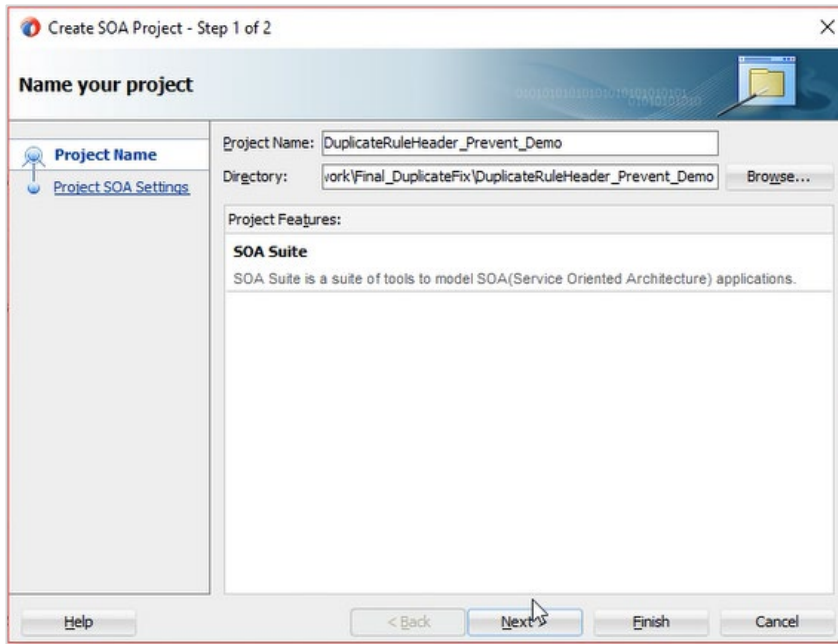 Create SOA Project - Step 1 of 2
Name your project
Project Name
Project SOA Settings
Project Name: DuplicateRuleHeader_Prevent_Demo
Directory: work\Final_DuplicateFix\DuplicateRuleHeader_Prevent_Demo Browse...
Project Features:
SOA Suite
SOA Suite is a suite of tools to model SOA(Service Oriented Architecture) applications.
Help < Back Next > Finish Cancel